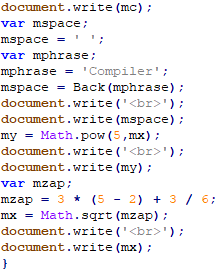 document.write(mc);
var mspace;
mspace = ' ';
var mphrase;
mphrase = 'Compiler';
mspace = Back(mphrase);
document.write('<br>');
document.write(mspace);
my = Math.pow(5,mx);
document.write('<br>');
document.write(my);
var mzap;
mzap = 3 * (5 - 2) + 3 / 6;
mx = Math.sqrt(mzap);
document.write('<br>');
document.write(mx);
}